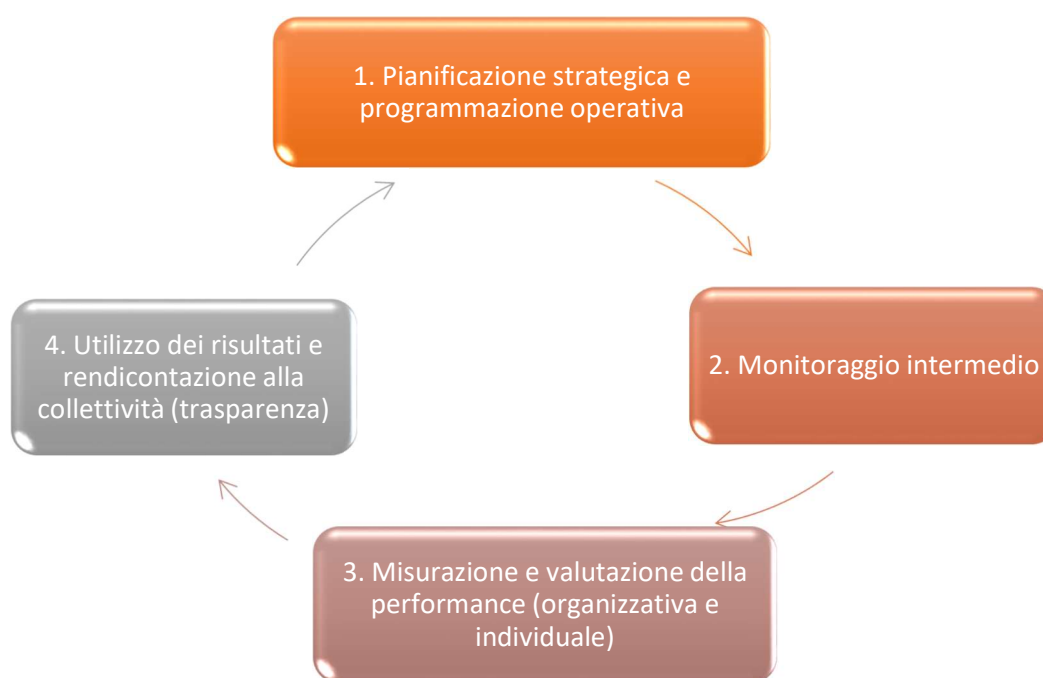 1. Pianificazione strategica e
programmazione operativa
2. Monitoraggio intermedio
3. Misurazione e valutazione della
performance (organizzativa e
individuale)
4. Utilizzo dei risultati e
rendicontazione alla
collettività (trasparenza)